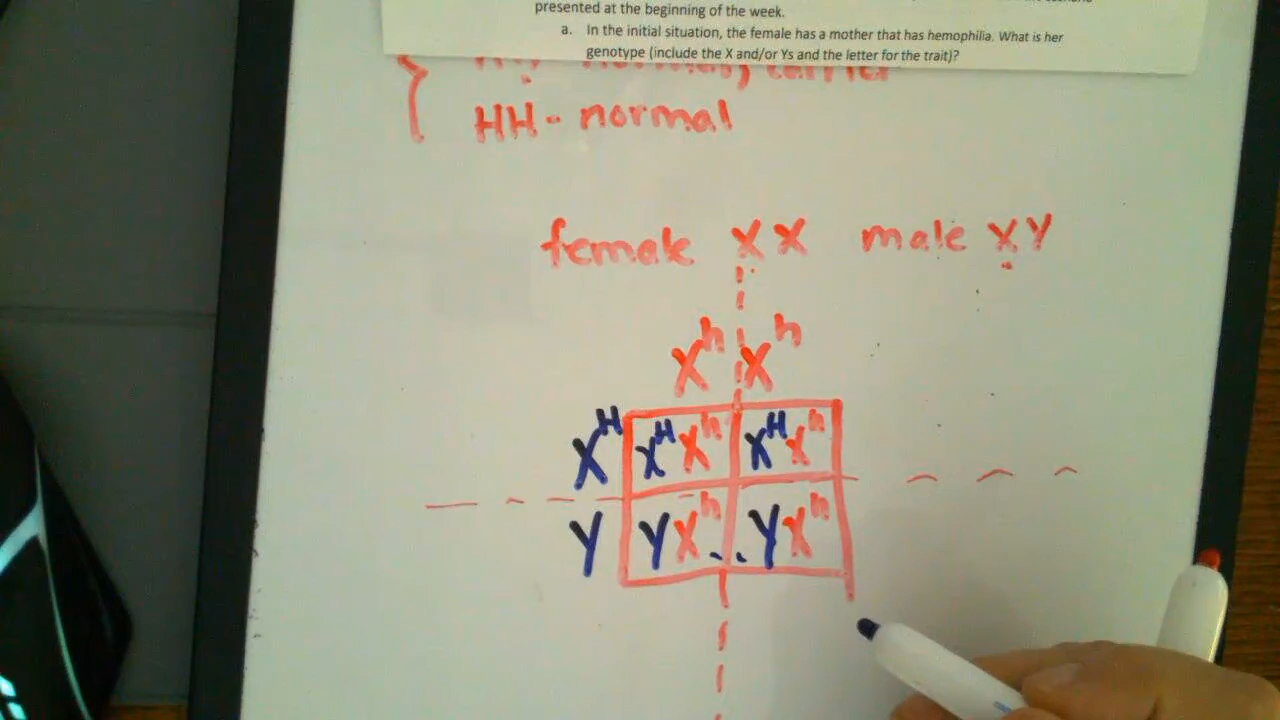 presented at the beginning of the week.
a. In the initial situation, the female has a mother that has hemophilia. What is her
genotype (include the X and/or Ys and the letter for the trait)?
carrier
HH - normal
female XX male XY
X^h X^h
X^H X^H X^h X^H X^h
Y Y X^h Y X^h